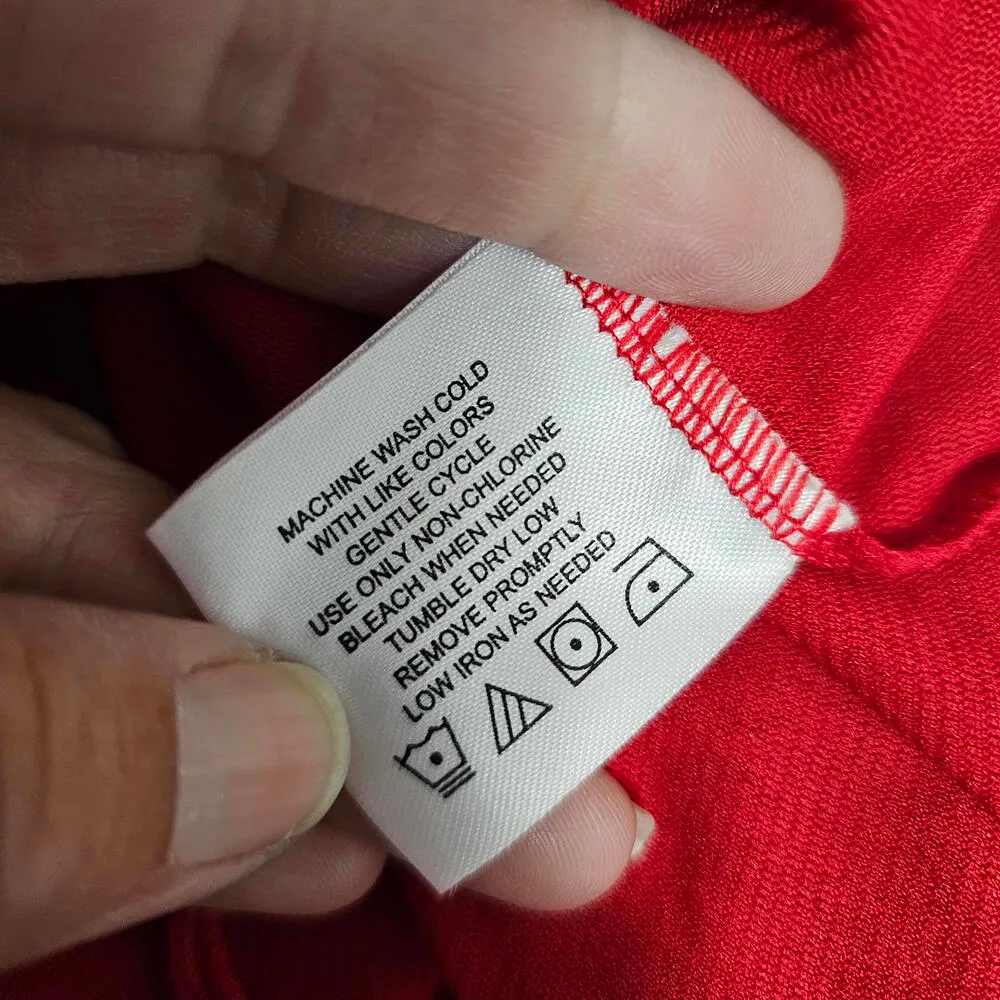 MACHINE WASH COLD
WITH LIKE COLORS
GENTLE CYCLE
USE ONLY NON-CHLORINE
BLEACH WHEN NEEDED
TUMBLE DRY LOW
REMOVE PROMPTLY
LOW IRON AS NEEDED